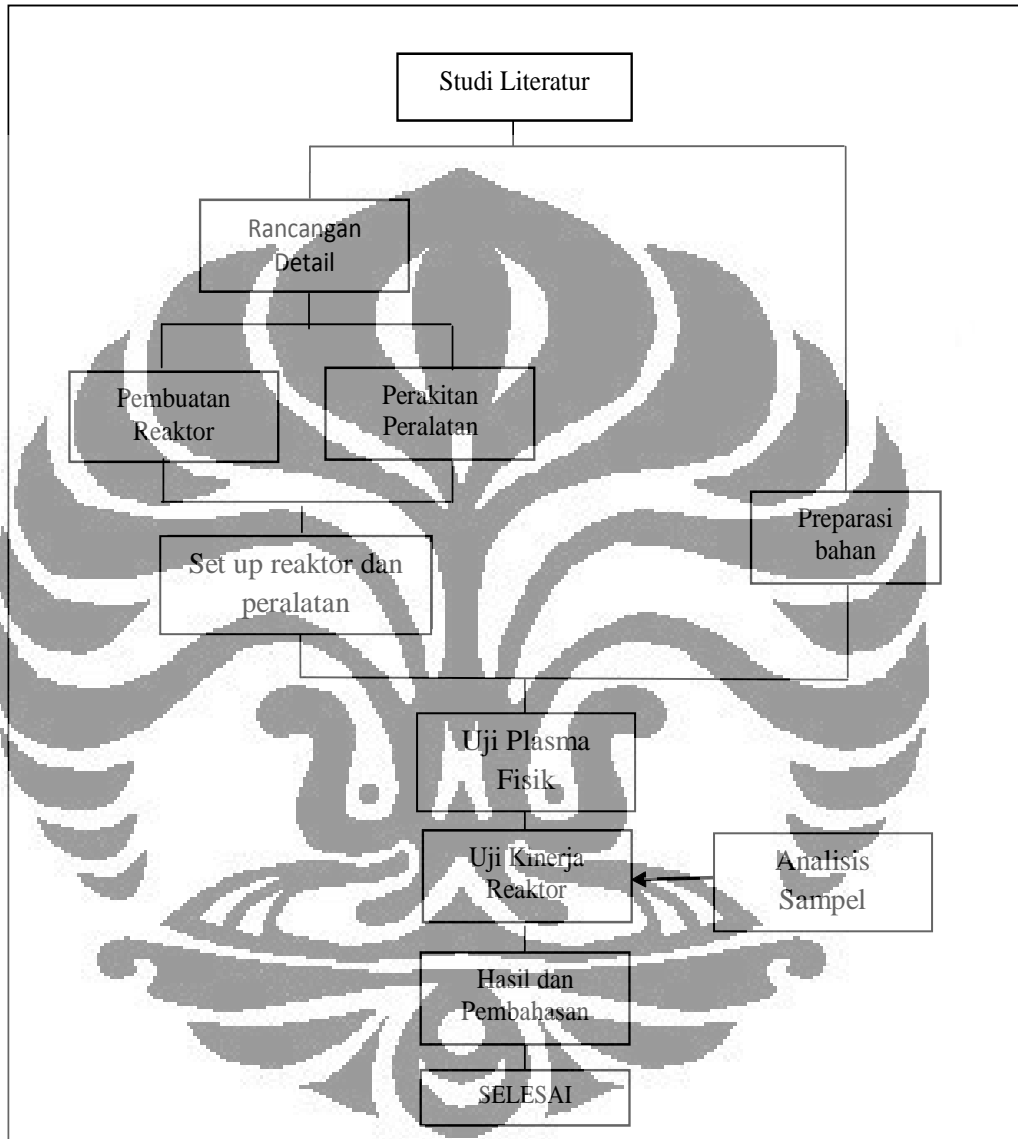 Studi Literatur
Rancangan
Detail
Pembuatan
Reaktor
Perakitan
Peralatan
Set up reaktor dan
peralatan
Preparasi
bahan
Uji Plasma
Fisik
Uji Kinerja
Reaktor
Analisis
Sampel
Hasil dan
Pembahasan
SELESAI